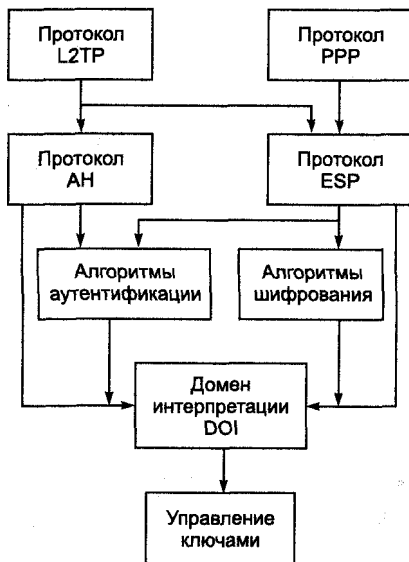 Протокол
L2TP
Протокол
PPP
Протокол
AH
Протокол
ESP
Алгоритмы
аутентификации
Алгоритмы
шифрования
Домен
интерпретации
DOI
Управление
ключами